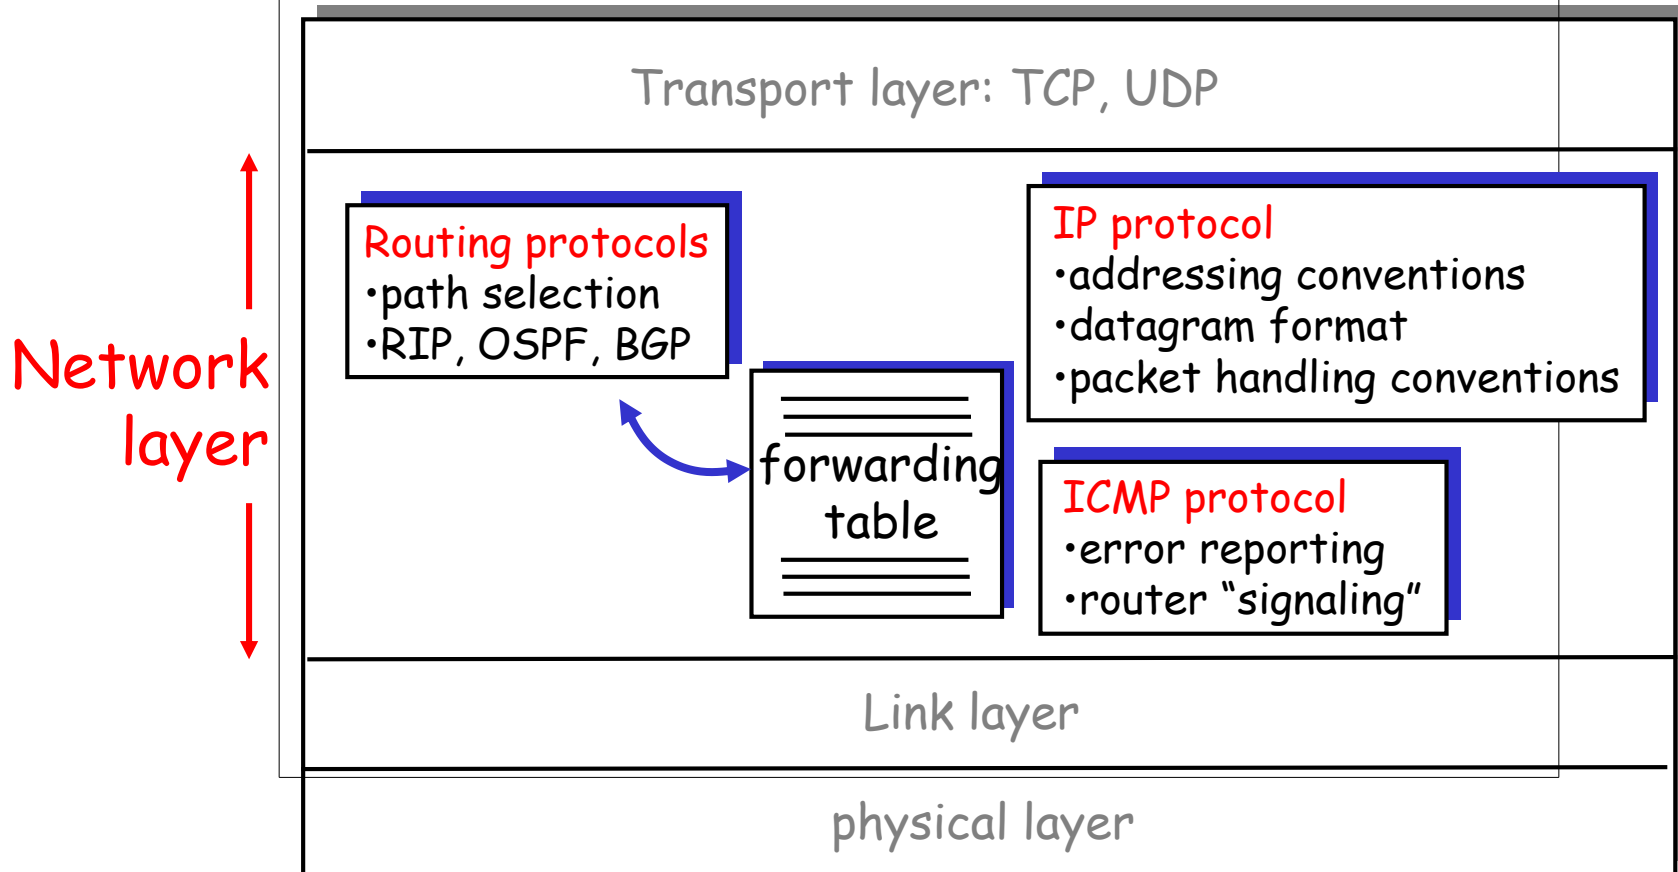 Transport layer: TCP, UDP
Network
layer
Routing protocols
•path selection
•RIP, OSPF, BGP
forwarding
table
IP protocol
•addressing conventions
•datagram format
•packet handling conventions
ICMP protocol
•error reporting
•router “signaling”
Link layer
physical layer